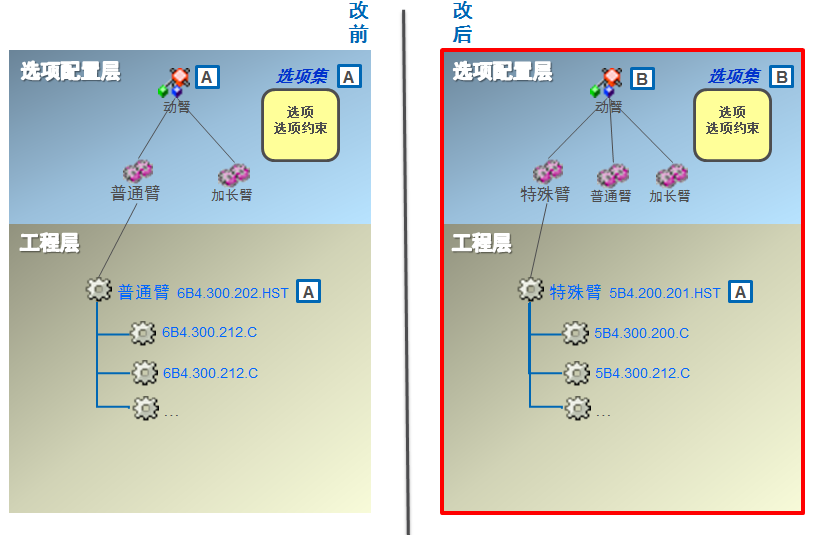 改前
选项配置层
A
选项集 A
动臂
选项
选项约束
普通臂
加长臂
工程层
普通臂 6B4.300.202.HST A
6B4.300.212.C
6B4.300.212.C
...
改后
选项配置层
B
选项集 B
动臂
选项
选项约束
特殊臂
普通臂
加长臂
工程层
特殊臂 5B4.200.201.HST A
5B4.300.200.C
5B4.300.212.C
...